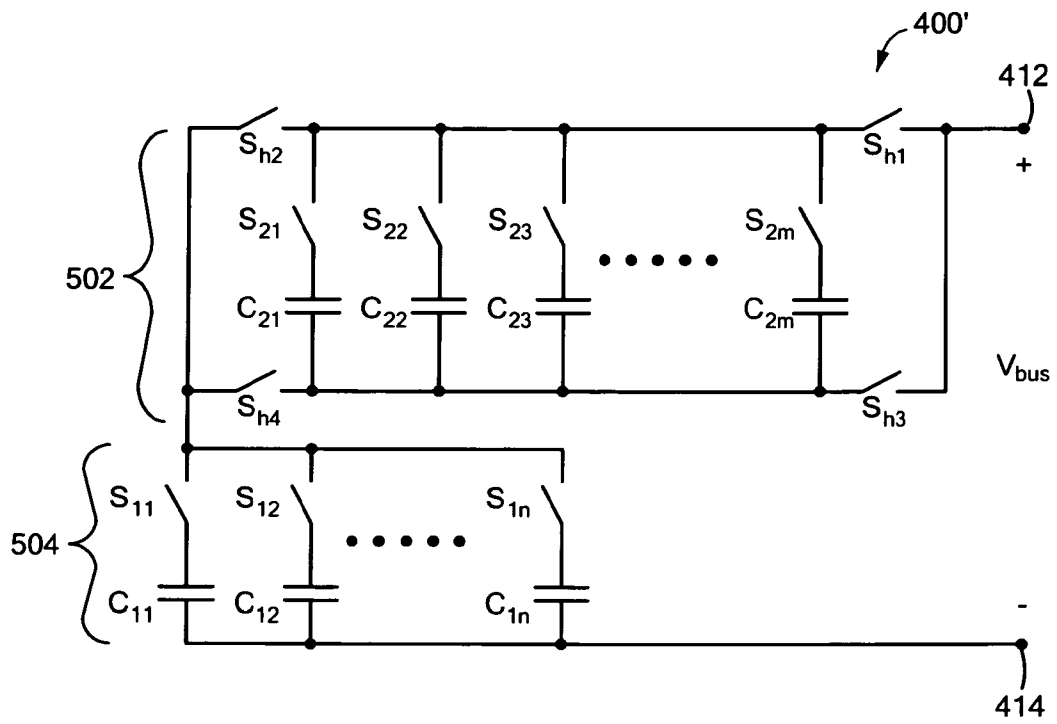 400'
412
S_h2
S_h1
+
S_21 S_22 S_23 S_2m
502
C_21 C_22 C_23 C_2m
V_bus
S_h4
S_h3
S_11 S_12 S_1n
504
C_11 C_12 C_1n
-
414